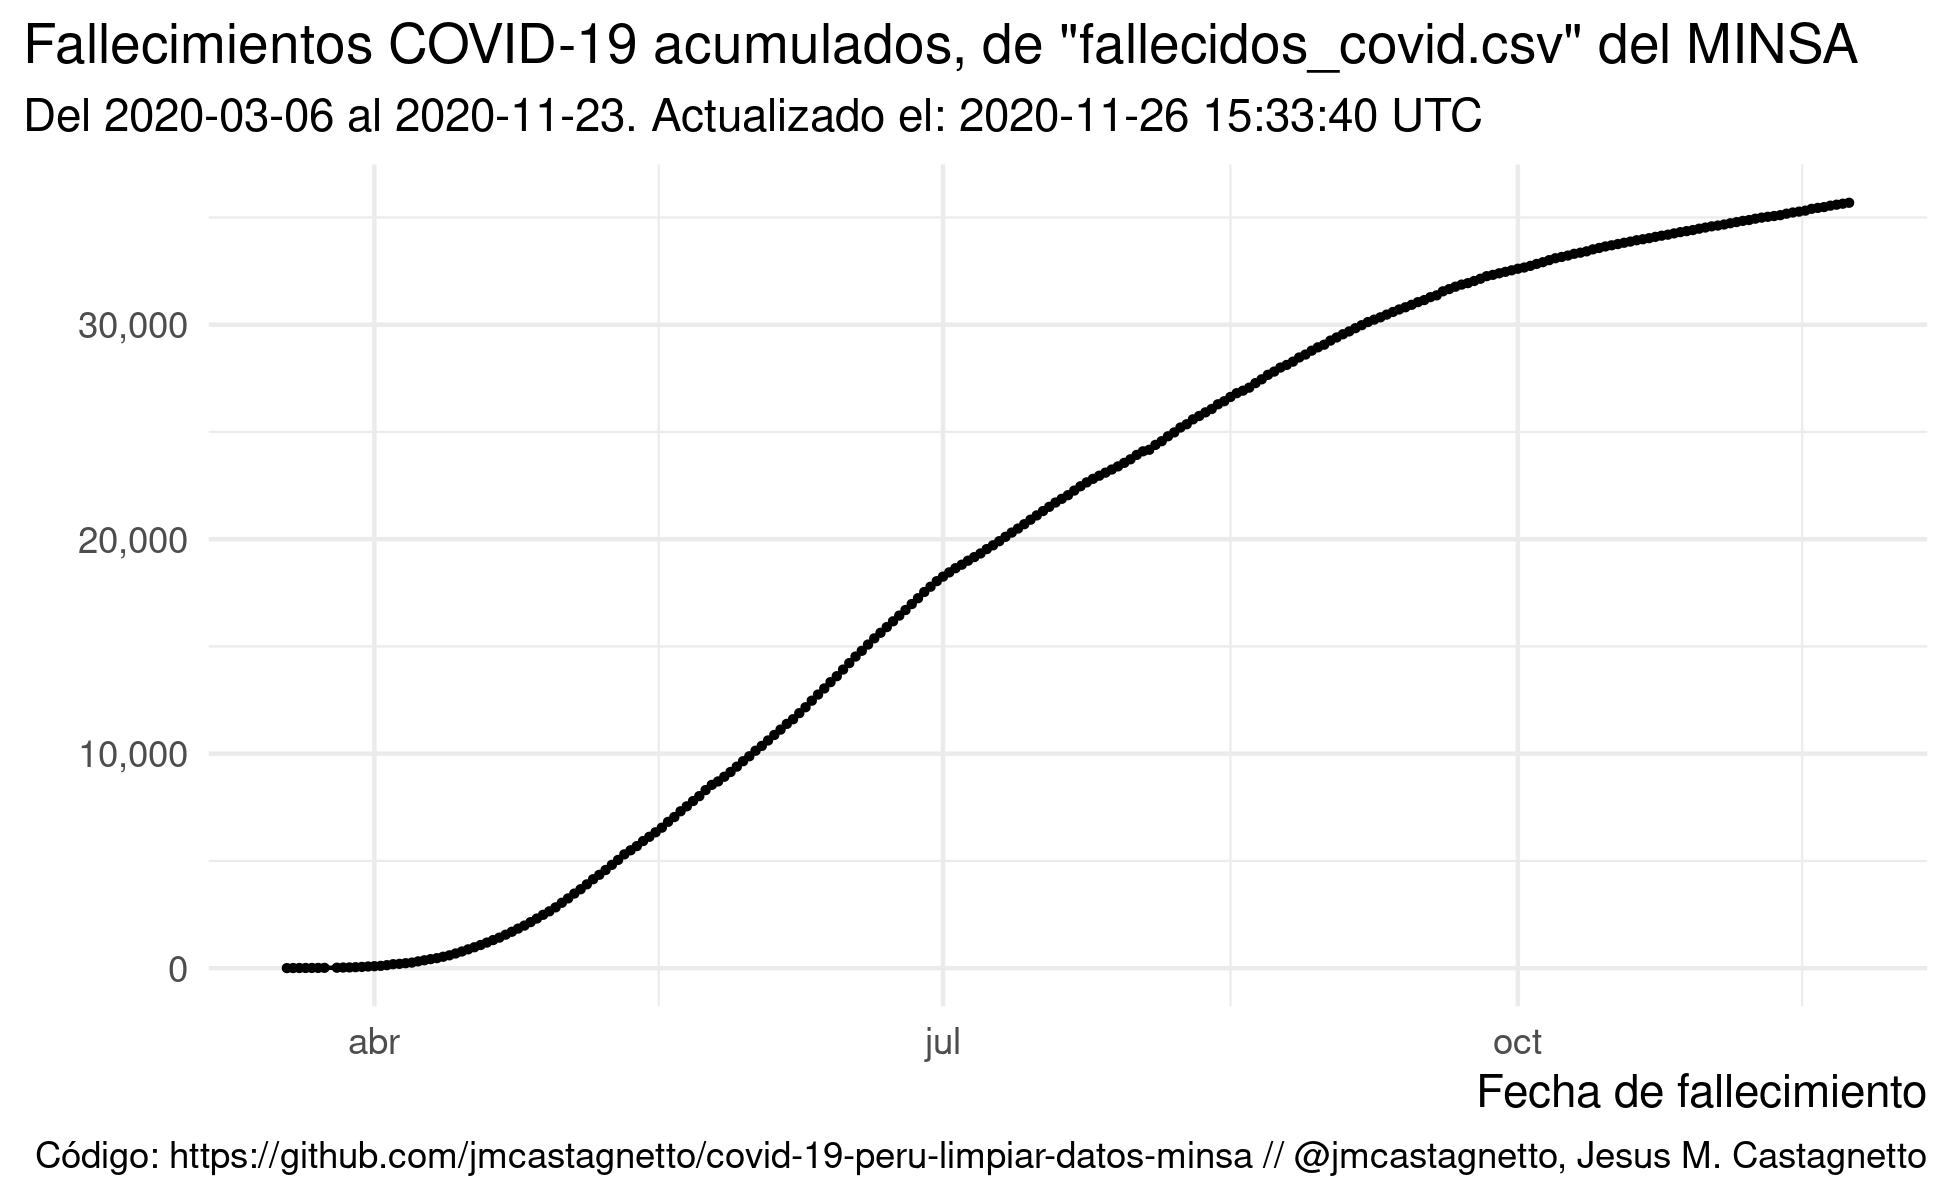 Fallecimientos COVID-19 acumulados, de "fallecidos_covid.csv" del MINSA
Del 2020-03-06 al 2020-11-23. Actualizado el: 2020-11-26 15:33:40 UTC
30,000
20,000
10,000
0
abr
jul
oct
Fecha de fallecimiento
Código: https://github.com/jmcastagnetto/covid-19-peru-limpiar-datos-minsa // @jmcastagnetto, Jesus M. Castagnetto